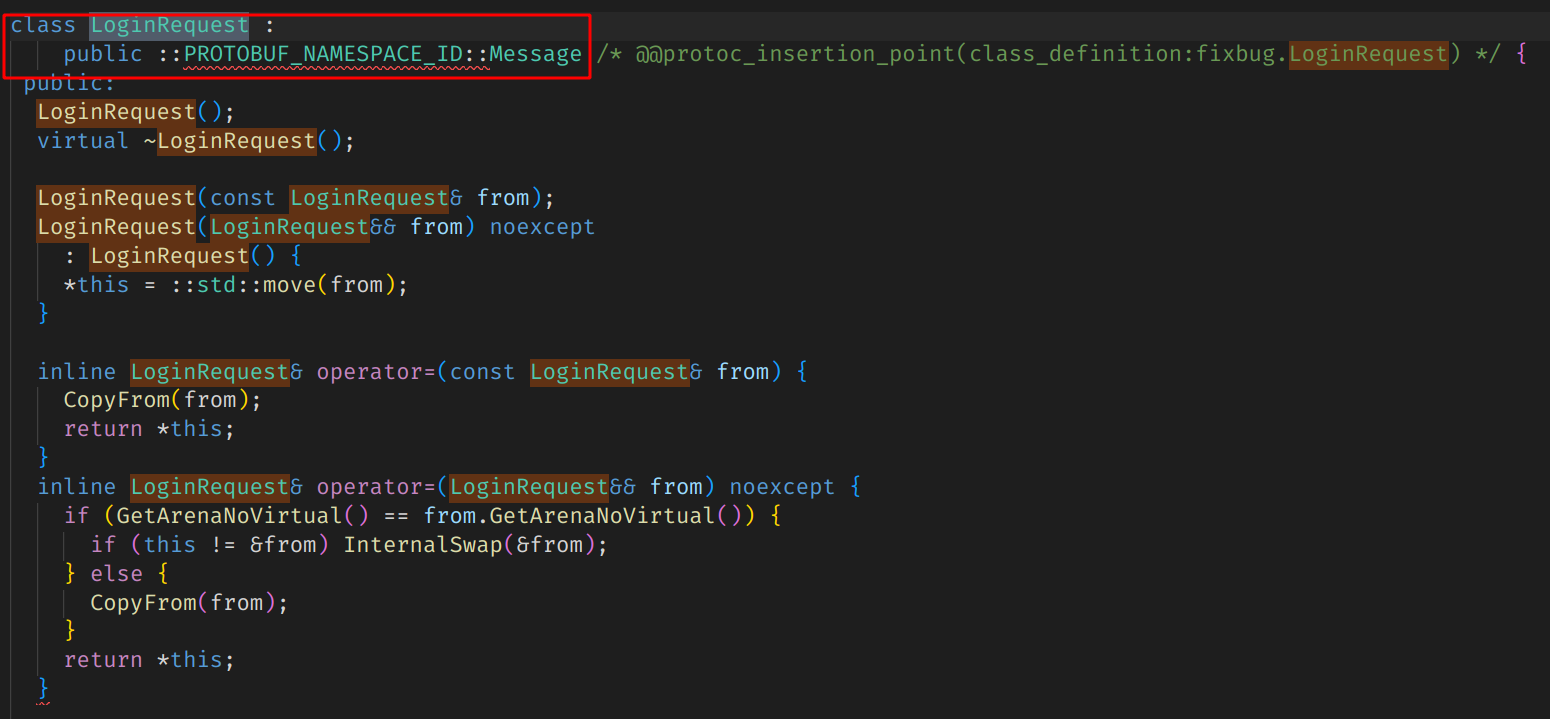 class LoginRequest :
    public ::PROTOBUF_NAMESPACE_ID::Message /* @@protoc_insertion_point(class_definition:fixbug.LoginRequest) */ {
 public:
  LoginRequest();
  virtual ~LoginRequest();

  LoginRequest(const LoginRequest& from);
  LoginRequest(LoginRequest&& from) noexcept
    : LoginRequest() {
    *this = ::std::move(from);
  }

  inline LoginRequest& operator=(const LoginRequest& from) {
    CopyFrom(from);
    return *this;
  }
  inline LoginRequest& operator=(LoginRequest&& from) noexcept {
    if (GetArenaNoVirtual() == from.GetArenaNoVirtual()) {
      if (this != &from) InternalSwap(&from);
    } else {
      CopyFrom(from);
    }
    return *this;
  }